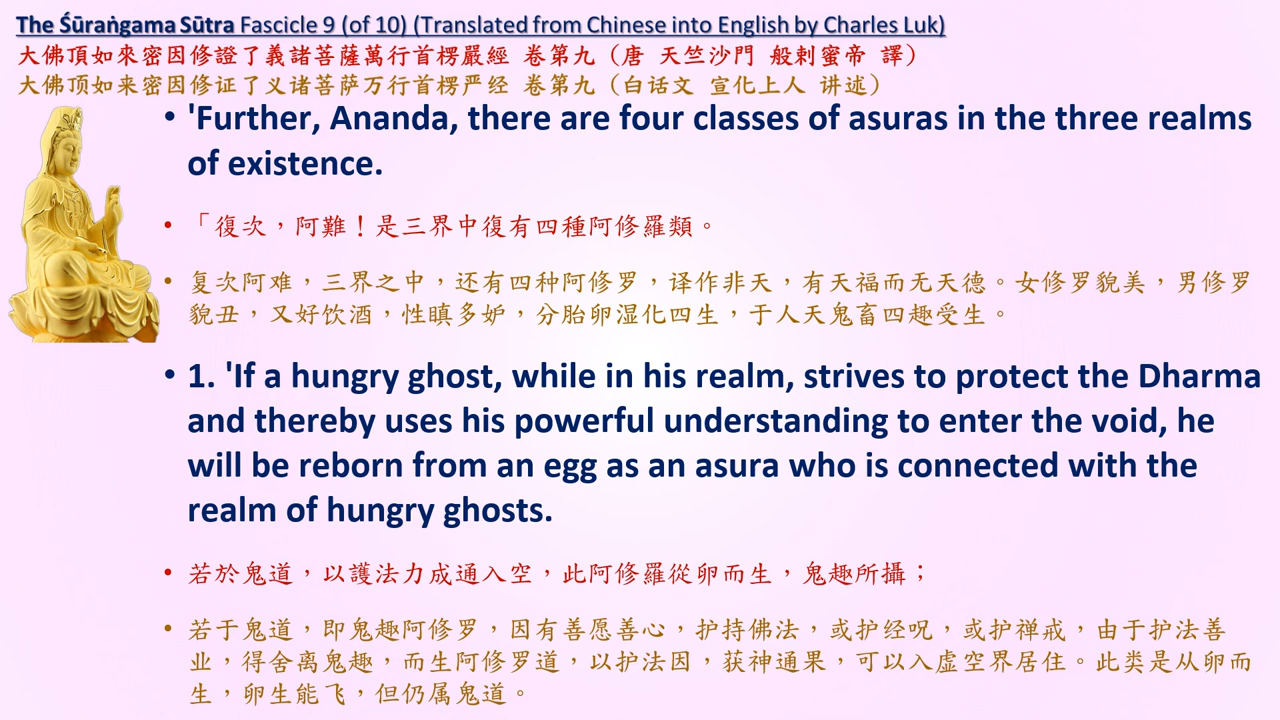 The Śūraṅgama Sūtra Fascicle 9 (of 10) (Translated from Chinese into English by Charles Luk)
大佛頂如來密因修證了義諸菩薩萬行首楞嚴經 卷第九（唐 天竺沙門 般剌蜜帝 譯）
大佛顶如来密因修证了义诸菩萨万行首楞严经 卷第九（白话文 宣化上人 讲述）
• 'Further, Ananda, there are four classes of asuras in the three realms
of existence.
• 「復次，阿難！是三界中復有四種阿修羅類。
• 复次阿难，三界之中，还有四种阿修罗，译作非天，有天福而无天德。女修罗貌美，男修罗
貌丑，又好饮酒，性瞋多妒，分胎卵湿化四生，于人天鬼畜四趣受生。
• 1. 'If a hungry ghost, while in his realm, strives to protect the Dharma
and thereby uses his powerful understanding to enter the void, he
will be reborn from an egg as an asura who is connected with the
realm of hungry ghosts.
• 若於鬼道，以護法力成通入空，此阿修羅從卵而生，鬼趣所攝；
• 若于鬼道，即鬼趣阿修罗，因有善愿善心，护持佛法，或护经咒，或护禅戒，由于护法善
业，得舍离鬼趣，而生阿修罗道，以护法因，获神通果，可以入虚空界居住。此类是从卵而
生，卵生能飞，但仍属鬼道。